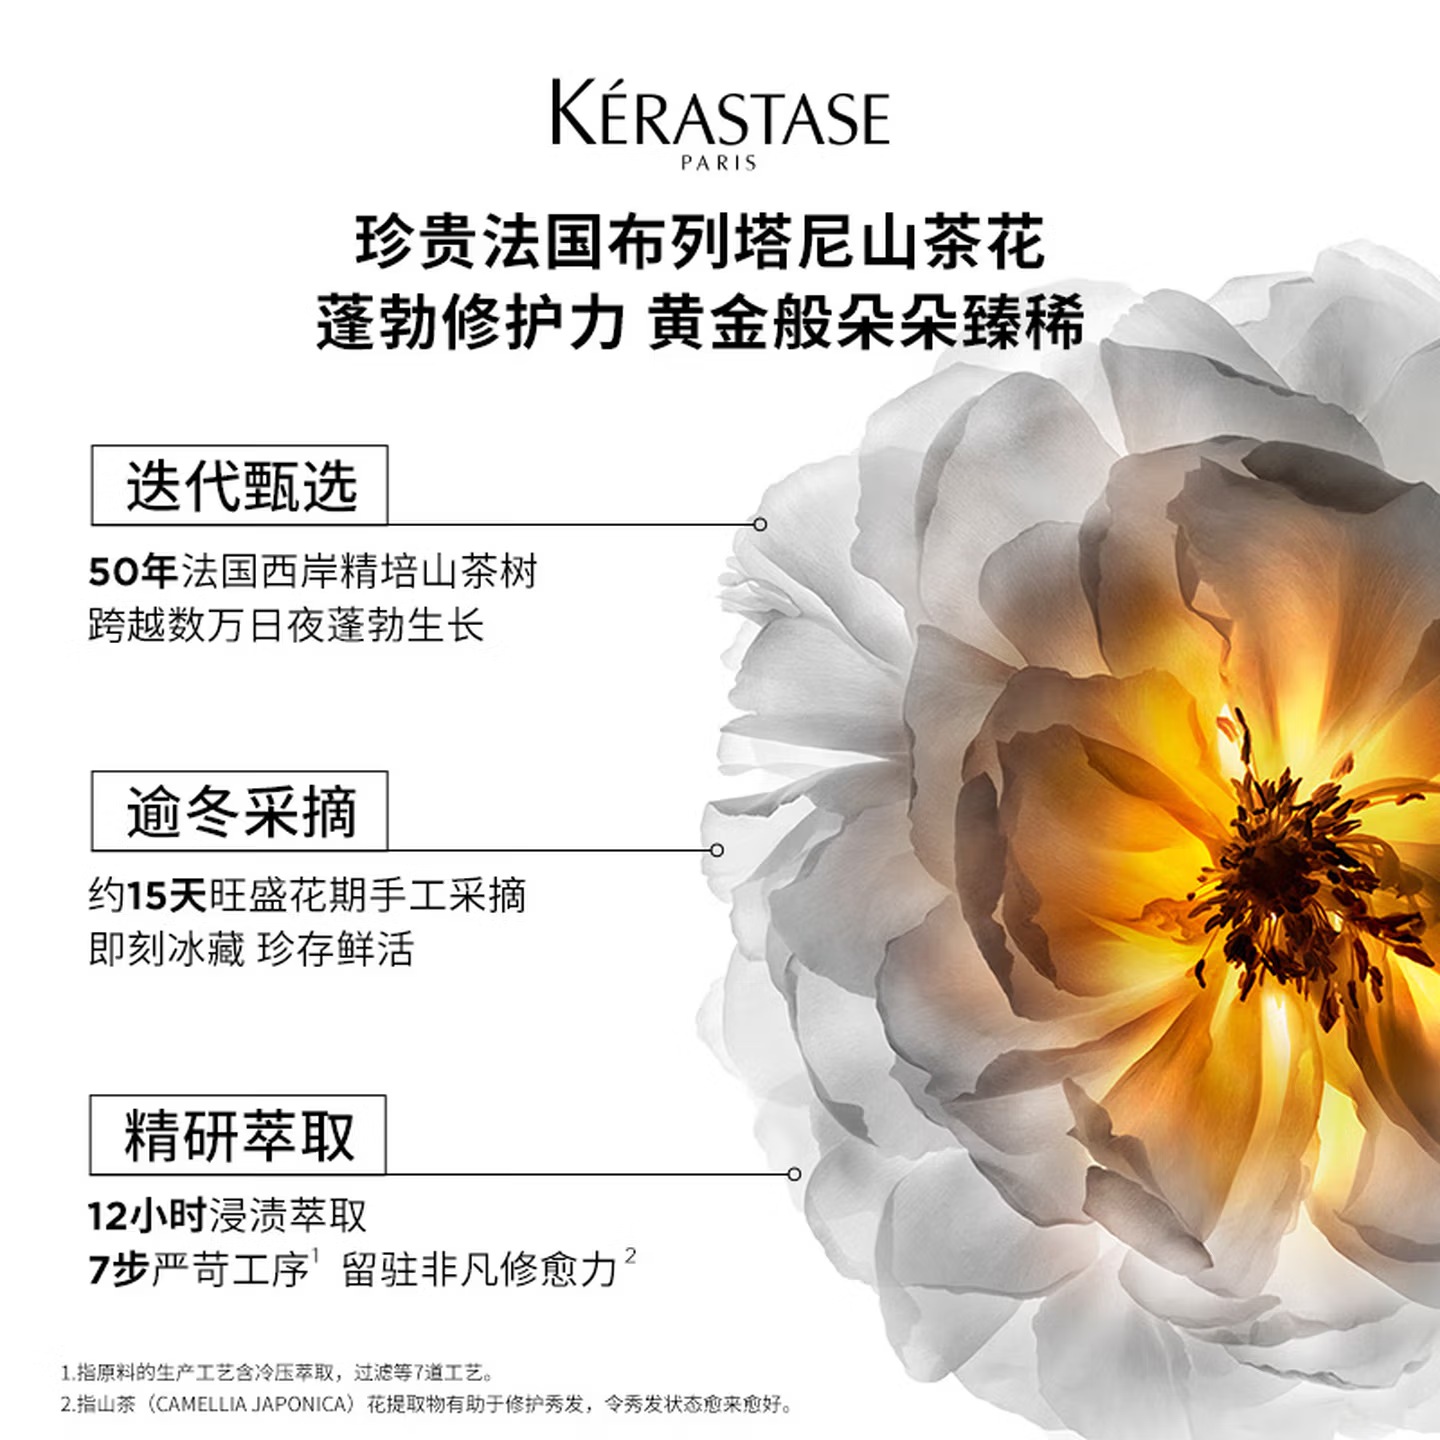 KÉRASTASE
PARIS
珍贵法国布列塔尼山茶花
蓬勃修护力 黄金般朵朵臻稀
迭代甄选
50年法国西岸精培山茶树
跨越数万日夜蓬勃生长
逾冬采摘
约15天旺盛花期手工采摘
即刻冰藏 珍存鲜活
精研萃取
12小时浸渍萃取
7步严苛工序1 留驻非凡修愈力2
1.指原料的生产工艺含冷压萃取，过滤等7道工艺。
2.指山茶（CAMELLIA JAPONICA）花提取物有助于修护秀发，令秀发状态愈来愈好。